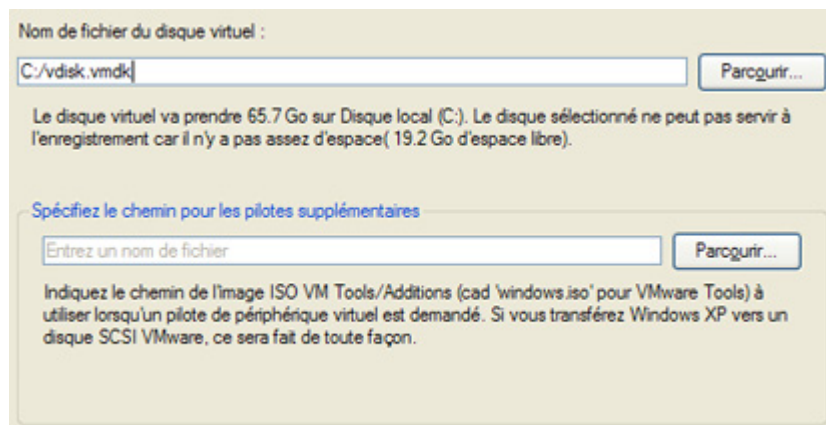 Nom de fichier du disque virtuel :
C:/vdisk.vmdk
Parcourir...
Le disque virtuel va prendre 65.7 Go sur Disque local (C:). Le disque sélectionné ne peut pas servir à
l'enregistrement car il n'y a pas assez d'espace( 19.2 Go d'espace libre).
Spécifiez le chemin pour les pilotes supplémentaires
Entrez un nom de fichier
Parcourir...
Indiquez le chemin de l'image ISO VM Tools/Additions (cad 'windows.iso' pour VMware Tools) à
utiliser lorsqu'un pilote de périphérique virtuel est demandé. Si vous transférez Windows XP vers un
disque SCSI VMware, ce sera fait de toute façon.